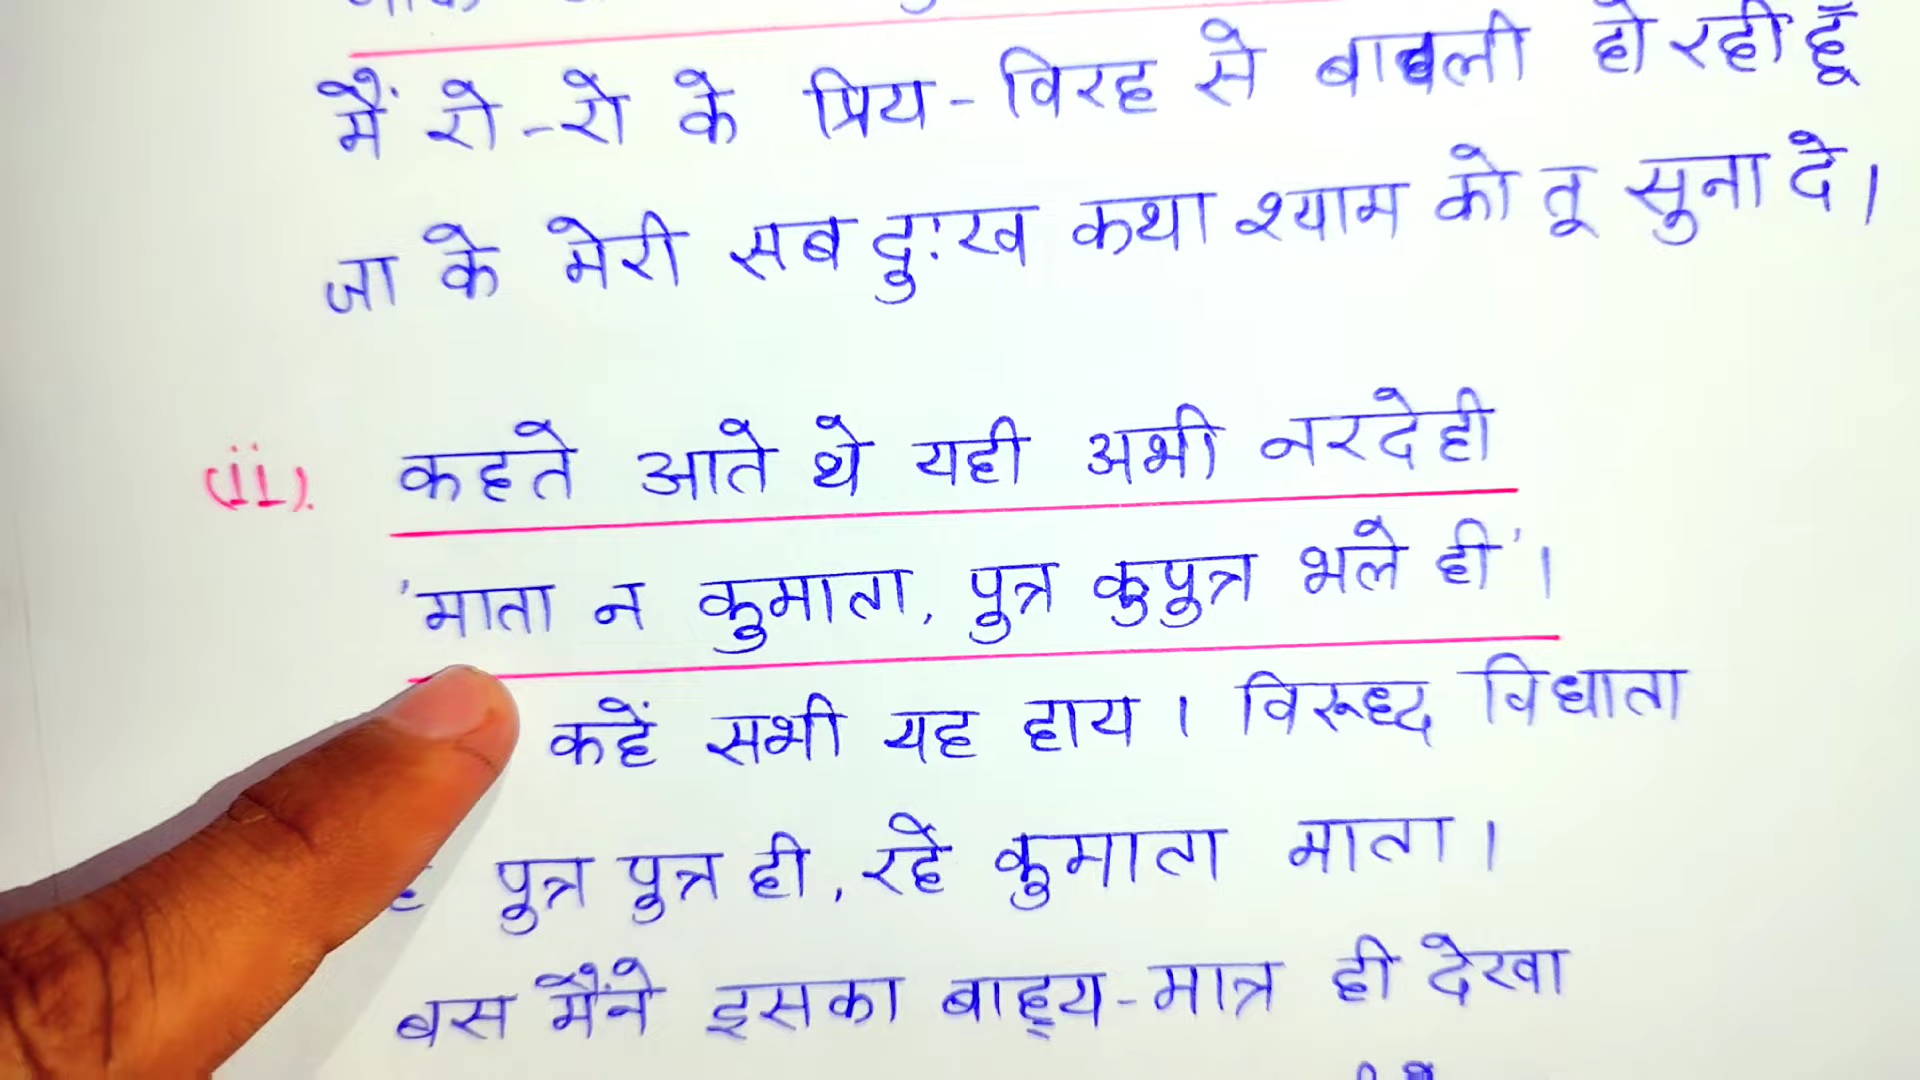 में रो-रो के प्रिय-विरह से बावली हो रही हूँ
जा के मेरी सब दुःख कथा श्याम को तू सुना दे।
(ii). कहते आते थे यही अभी नरदेही
'माता न कुमाता, पुत्र कुपुत्र भले ही'।
कहें सभी यह हाय। विरूध्द विधाता
पुत्र पुत्र ही, रहे कुमाता माता।
बस मैंने इसका बाह्य-मात्र ही देखा